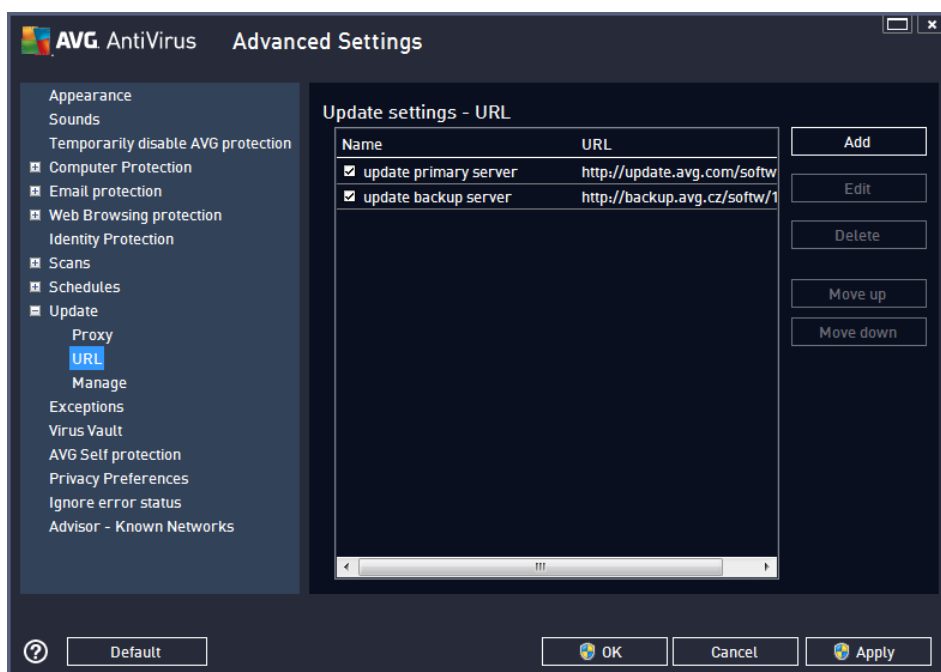 AVG AntiVirus Advanced Settings
Appearance
Sounds
Temporarily disable AVG protection
Computer Protection
Email protection
Web Browsing protection
Identity Protection
Scans
Schedules
Update
Proxy
URL
Manage
Exceptions
Virus Vault
AVG Self protection
Privacy Preferences
Ignore error status
Advisor - Known Networks
Update settings - URL
Name URL
update primary server http://update.avg.com/softw
update backup server http://backup.avg.cz/softw/1
Add
Edit
Delete
Move up
Move down
Default
OK
Cancel
Apply